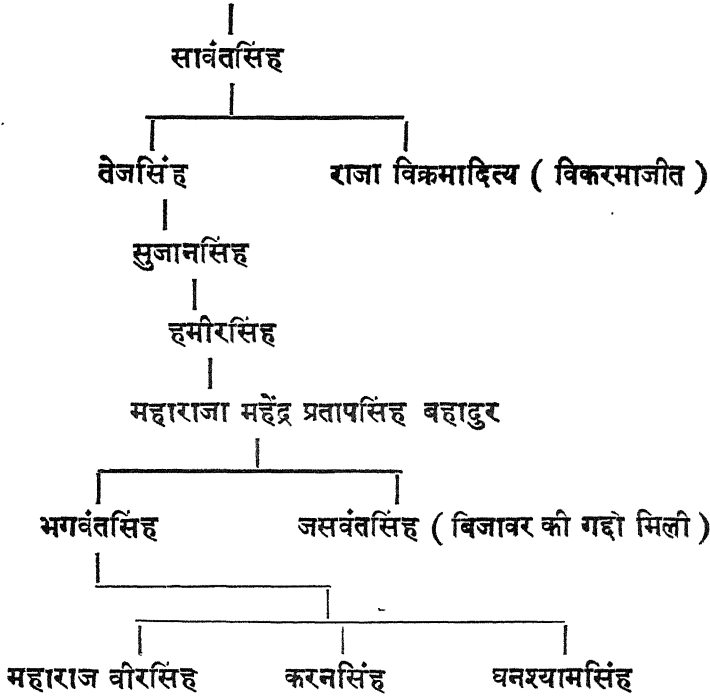 सावंतसिंह
तेजसिंह राजा विक्रमादित्य ( विकरमाजीत )
सुजानसिंह
हमीरसिंह
महाराजा महेंद्र प्रतापसिंह बहादुर
भगवंतसिंह जसवंतसिंह ( बिजावर की गद्दो मिली )
महाराज वीरसिंह करनसिंह घनश्यामसिंह